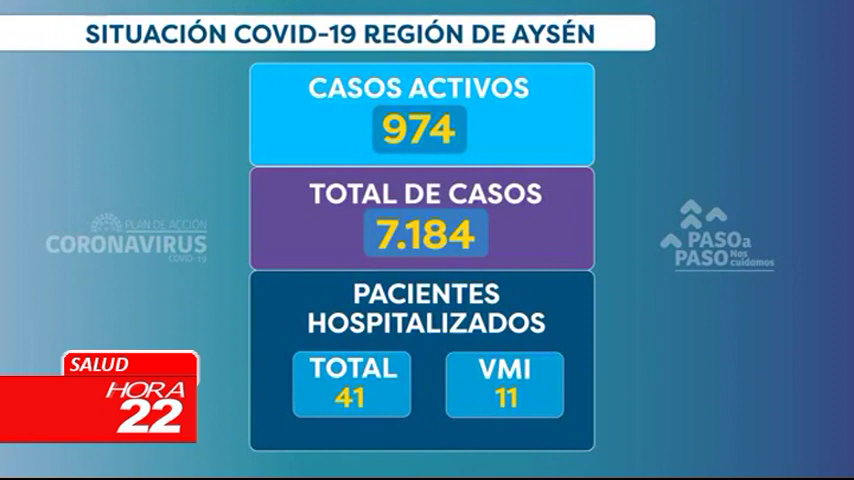 SITUACIÓN COVID-19 REGIÓN DE AYSÉN
CASOS ACTIVOS
974
TOTAL DE CASOS
7.184
PLAN DE ACCIÓN
CORONAVIRUS
COVID-19
PASO a
PASO Nos
cuidamos
PACIENTES
HOSPITALIZADOS
TOTAL
41
VMI
11
SALUD
HORA
22